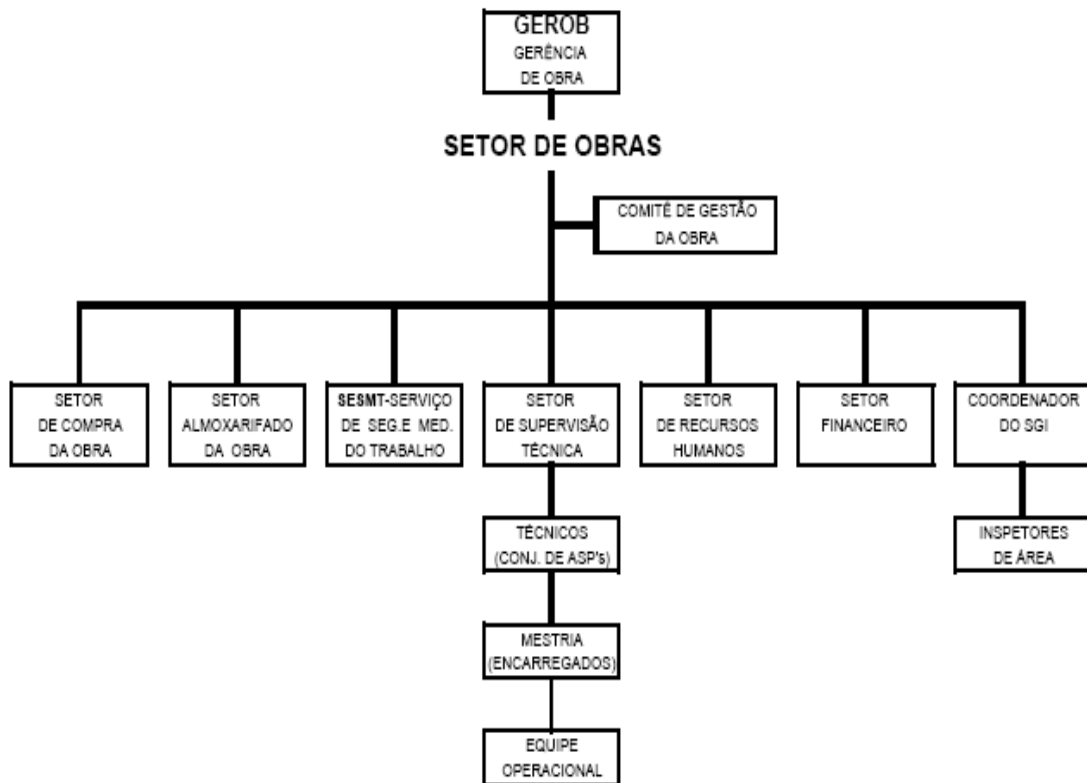 GEROB
GERÊNCIA
DE OBRA
SETOR DE OBRAS
COMITÊ DE GESTÃO
DA OBRA
SETOR
DE COMPRA
DA OBRA
SETOR
ALMOXARIFADO
DA OBRA
SESMT-SERVIÇO
DE SEG.E MED.
DO TRABALHO
SETOR
DE SUPERVISÃO
TÉCNICA
SETOR
DE RECURSOS
HUMANOS
SETOR
FINANCEIRO
COORDENADOR
DO SGI
TÉCNICOS
(CONJ. DE ASP's)
INSPETORES
DE ÁREA
MESTRIA
(ENCARREGADOS)
EQUIPE
OPERACIONAL